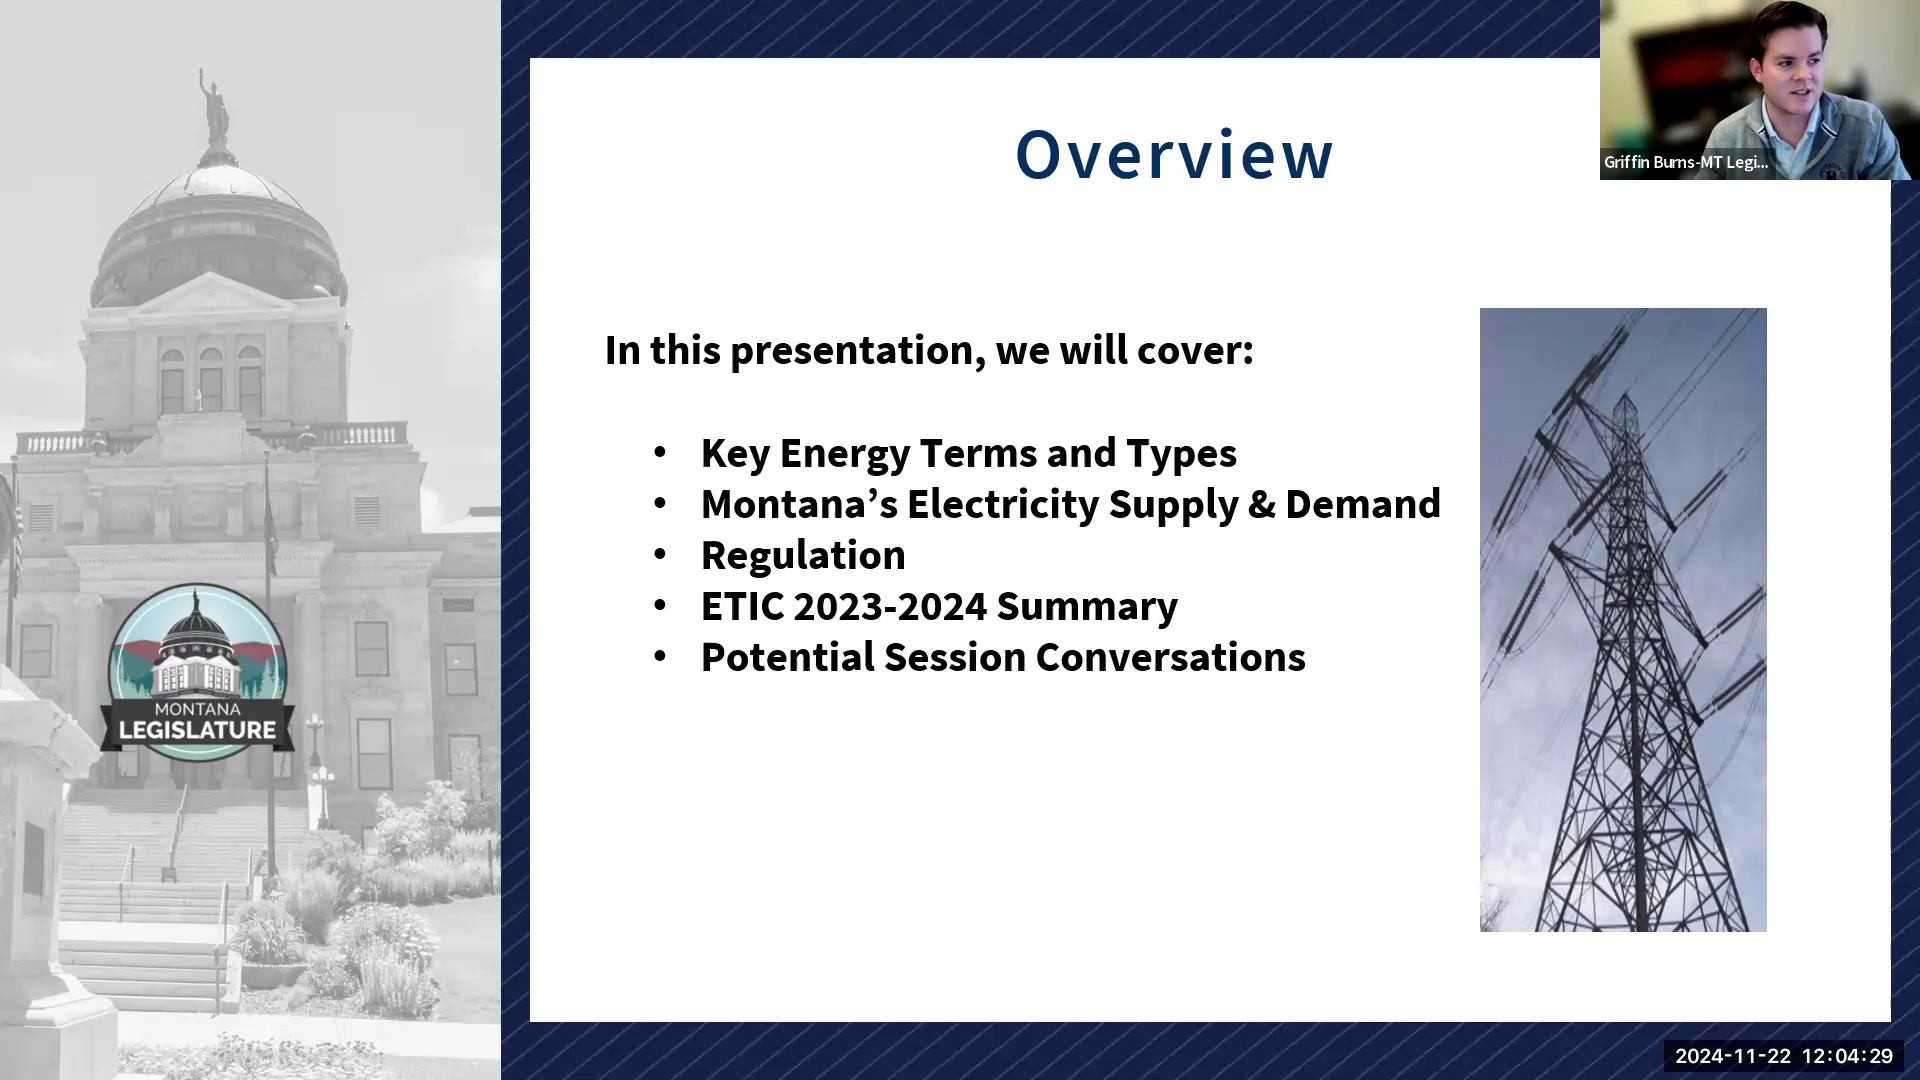 Overview
Griffin Burns-MT Legi...
In this presentation, we will cover:
• Key Energy Terms and Types
• Montana’s Electricity Supply & Demand
• Regulation
• ETIC 2023-2024 Summary
• Potential Session Conversations
MONTANA
LEGISLATURE
2024-11-22 12:04:29